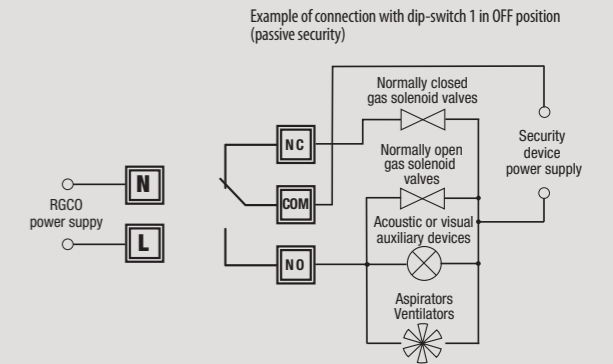 Example of connection with dip-switch 1 in OFF position
(passive security)
Normally closed
gas solenoid valves
NC
Security
device
power supply
Normally open
gas solenoid
valves
N
COM
RGCO
power suppy
Acoustic or visual
auxiliary devices
L
NO
Aspirators
Ventilators